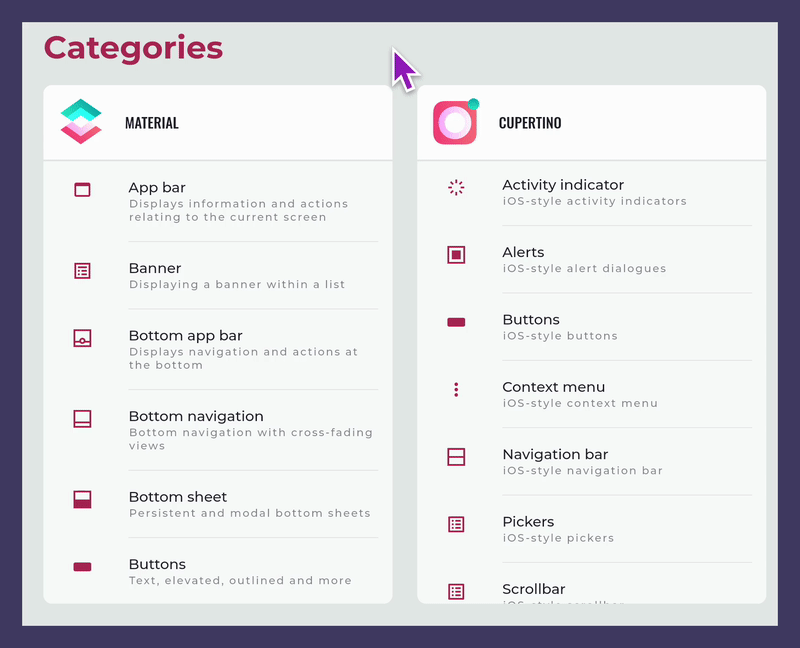 Categories
MATERIAL
App bar
Displays information and actions
relating to the current screen
Banner
Displaying a banner within a list
Bottom app bar
Displays navigation and actions at
the bottom
Bottom navigation
Bottom navigation with cross-fading
views
Bottom sheet
Persistent and modal bottom sheets
Buttons
Text, elevated, outlined and more
CUPERTINO
Activity indicator
iOS-style activity indicators
Alerts
iOS-style alert dialogues
Buttons
iOS-style buttons
Context menu
iOS-style context menu
Navigation bar
iOS-style navigation bar
Pickers
iOS-style pickers
Scrollbar
iOS-style scrollbar